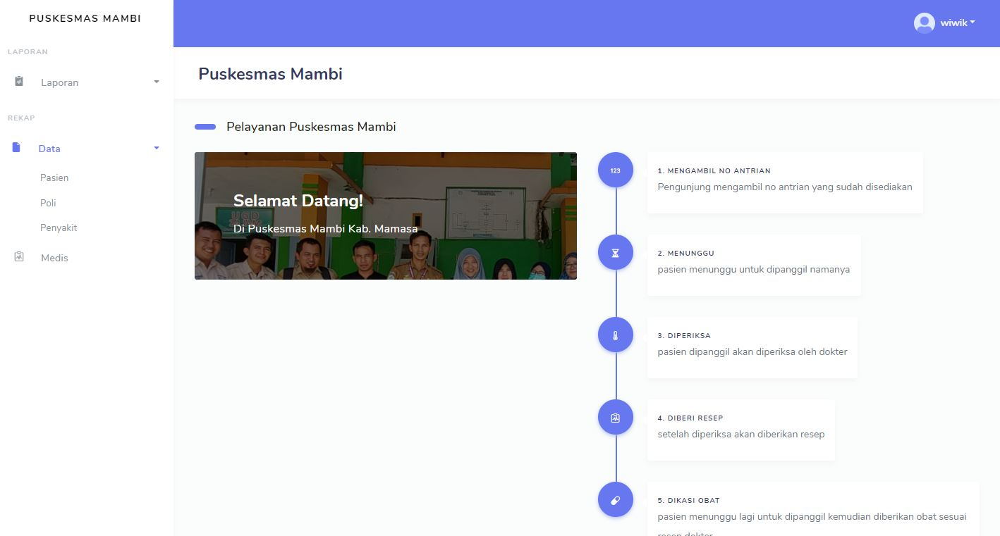 PUSKESMAS MAMBI
wiwik
LAPORAN
Laporan
REKAP
Data
Pasien
Poli
Penyakit
Medis
Puskesmas Mambi
Pelayanan Puskesmas Mambi
Selamat Datang!
Di Puskesmas Mambi Kab. Mamasa
UGD
123
1. MENGAMBIL NO ANTRIAN
Pengunjung mengambil no antrian yang sudah disediakan
2. MENUNGGU
pasien menunggu untuk dipanggil namanya
3. DIPERIKSA
pasien dipanggil akan diperiksa oleh dokter
4. DIBERI RESEP
setelah diperiksa akan diberikan resep
5. DIKASI OBAT
pasien menunggu lagi untuk dipanggil kemudian diberikan obat sesuai
resep dokter